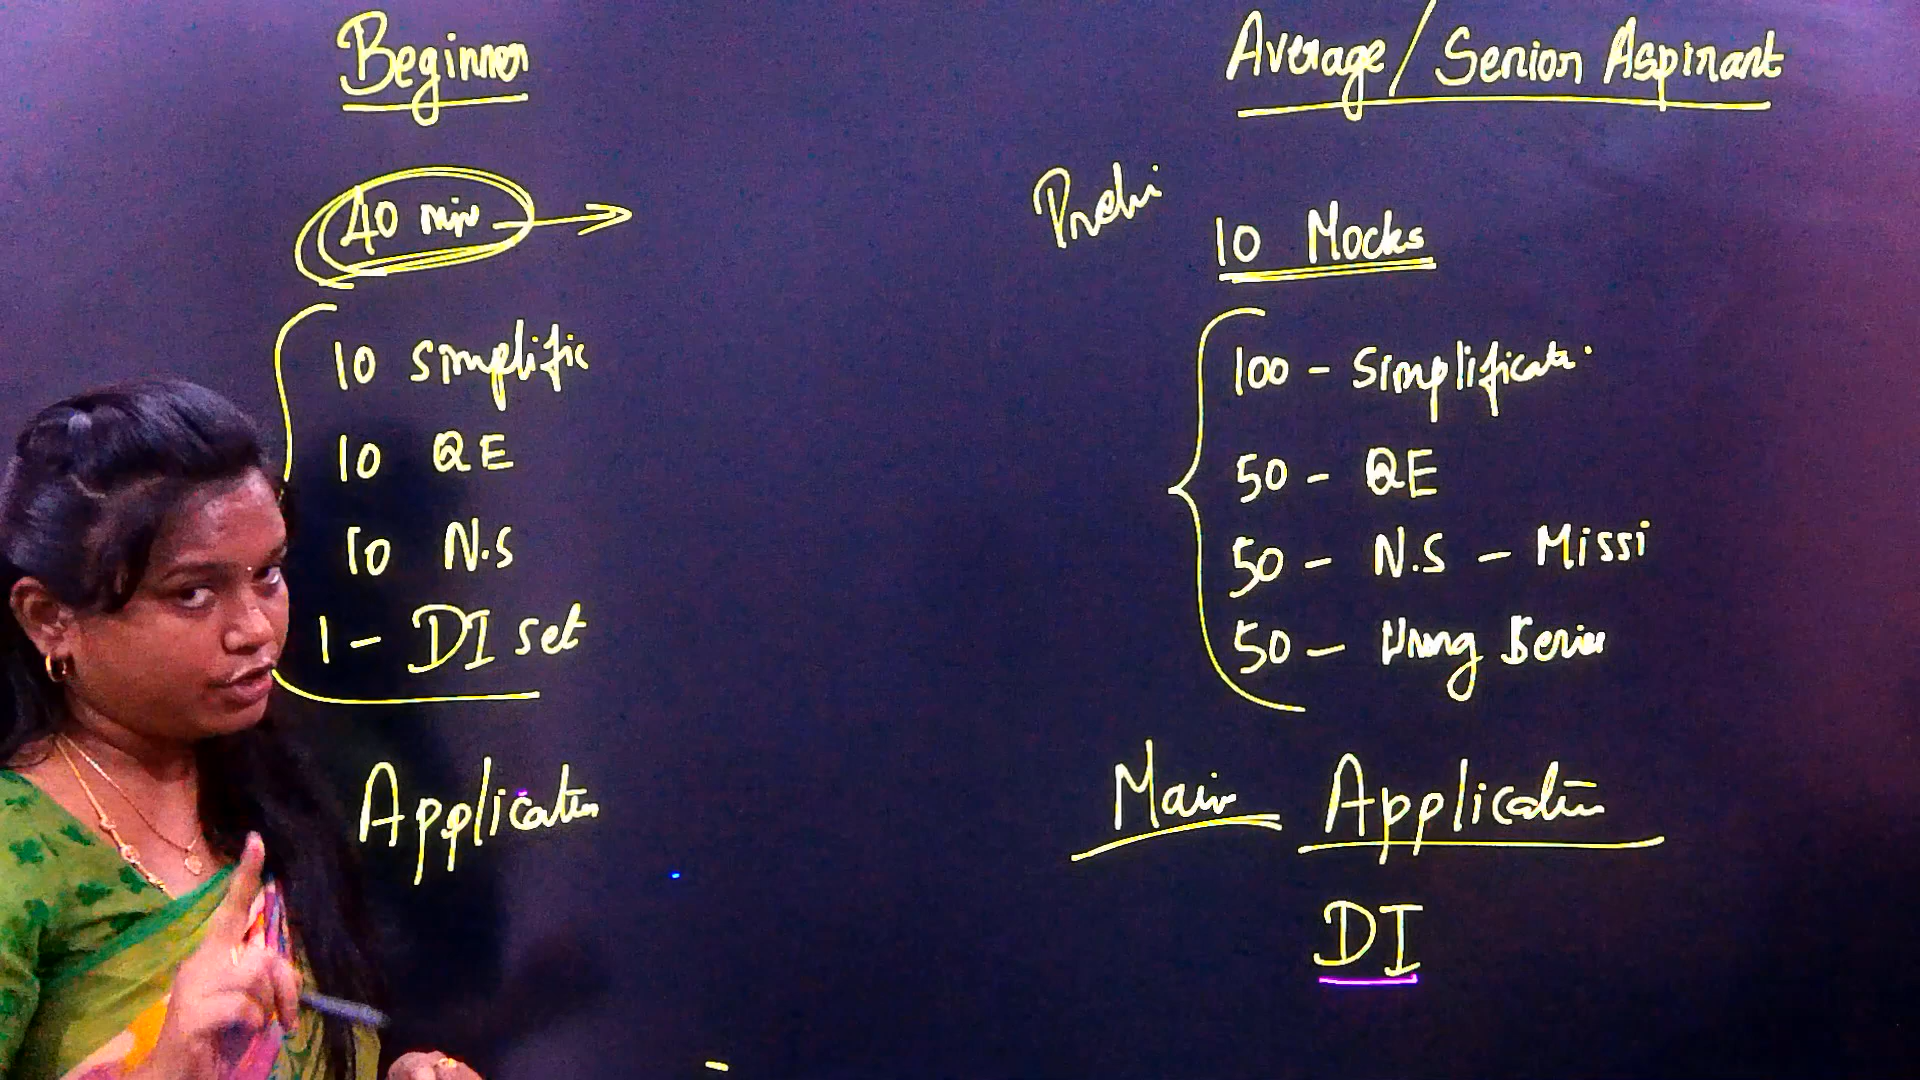 Beginner
40 min
10 simplific
10 QE
10 N.S
1 - DI set
Application
Average/Senior Aspirant
Preli
10 Mocks
100 - Simplificati
50 - QE
50 - N.S - Missi
50 - Wrong Series
Main Application
DI